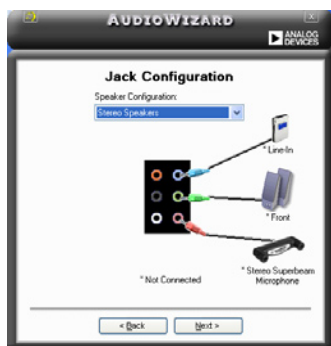 AUDIOWIZARD
ANALOG
DEVICES
Jack Configuration
Speaker Configuration:
Stereo Speakers
* Line-In
* Front
* Not Connected
* Stereo Superbeam
Microphone
< Back
Next >